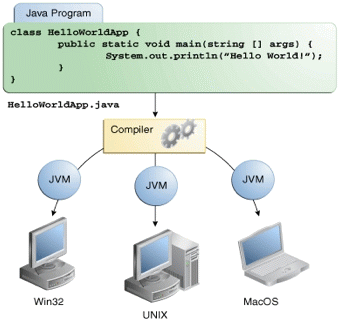 Java Program
class HelloWorldApp {
public static void main(string [] args) {
System.out.println("Hello World!");
}
}
HelloWorldApp.java
Compiler
JVM
JVM
JVM
Win32
UNIX
MacOS